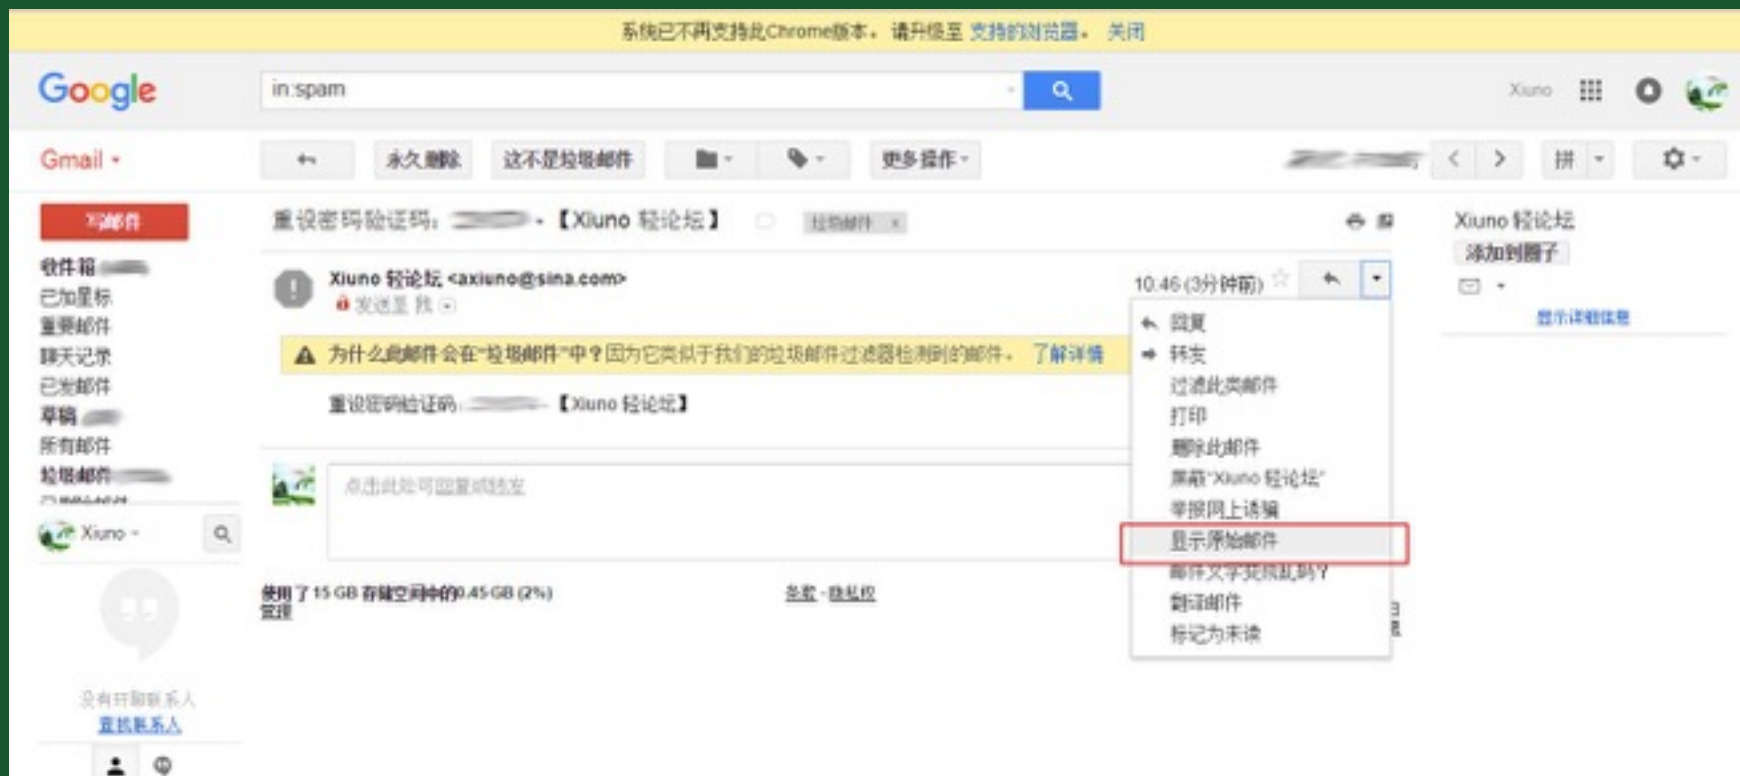 系统已不再支持此Chrome版本。请升级至 支持的浏览器。 关闭
Google
in:spam
Xiuno
Gmail
永久删除
这不是垃圾邮件
更多操作
拼
写邮件
收件箱
已加星标
重要邮件
聊天记录
已发邮件
草稿
所有邮件
垃圾邮件
已删除邮件
Xiuno
没有环聊联系人
查找联系人
重设密码验证码: - 【Xiuno 轻论坛】
垃圾邮件 x
Xiuno 轻论坛 <axiuno@sina.com>
发送至 我
10:46 (3分钟前)
为什么此邮件会在“垃圾邮件”中?因为它类似于我们的垃圾邮件过滤器检测到的邮件。 了解详情
重设密码验证码: - 【Xiuno 轻论坛】
点击此处可回复或转发
使用了 15 GB 存储空间中的0.45 GB (2%)
管理
条款 - 隐私权
回复
转发
过滤此类邮件
打印
删除此邮件
屏蔽“Xiuno 轻论坛”
举报网上诱骗
显示原始邮件
邮件文字变成乱码?
翻译邮件
标记为未读
Xiuno 轻论坛
添加到圈子
显示详细信息